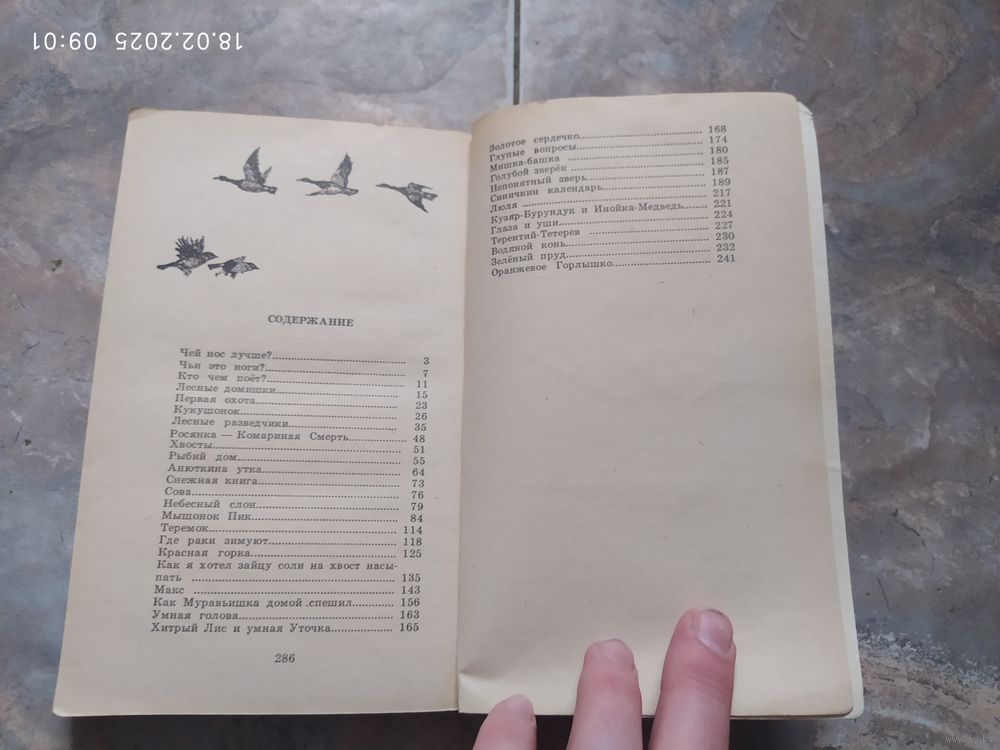 18.02.2025 09:01
СОДЕРЖАНИЕ
Чей нос лучше? 3
Чьи это ноги? 7
Кто чем поёт? 11
Лесные домишки 15
Первая охота 23
Кукушонок 26
Лесные разведчики 35
Росянка — Комариная Смерть 48
Хвосты 51
Рыбий дом 55
Анюткина утка 64
Снежная книга 73
Сова 76
Небесный слон 79
Мышонок Пик 84
Теремок 114
Где раки зимуют 118
Красная горка 125
Как я хотел зайцу соли на хвост насы-
пать 135
Макс 143
Как Муравьишка домой спешил 156
Умная голова 163
Хитрый Лис и умная Уточка 165
286
Золотое сердечко 168
Глупые вопросы 174
Мишка-башка 180
Голубой зверёк 185
Непонятный зверь 187
Синичкин календарь 189
Люля 217
Кузяр-Бурундук и Инойка-Медведь 221
Глаза и уши 224
Терентий-Тетерев 227
Водяной конь 230
Зелёный пруд 232
Оранжевое Горлышко 241